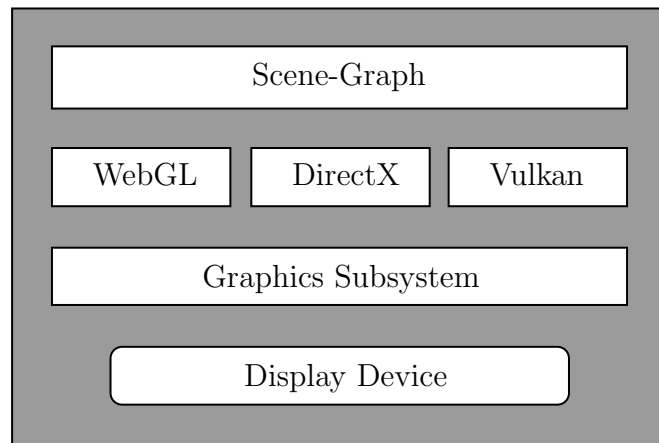 Scene-Graph
WebGL DirectX Vulkan
Graphics Subsystem
Display Device